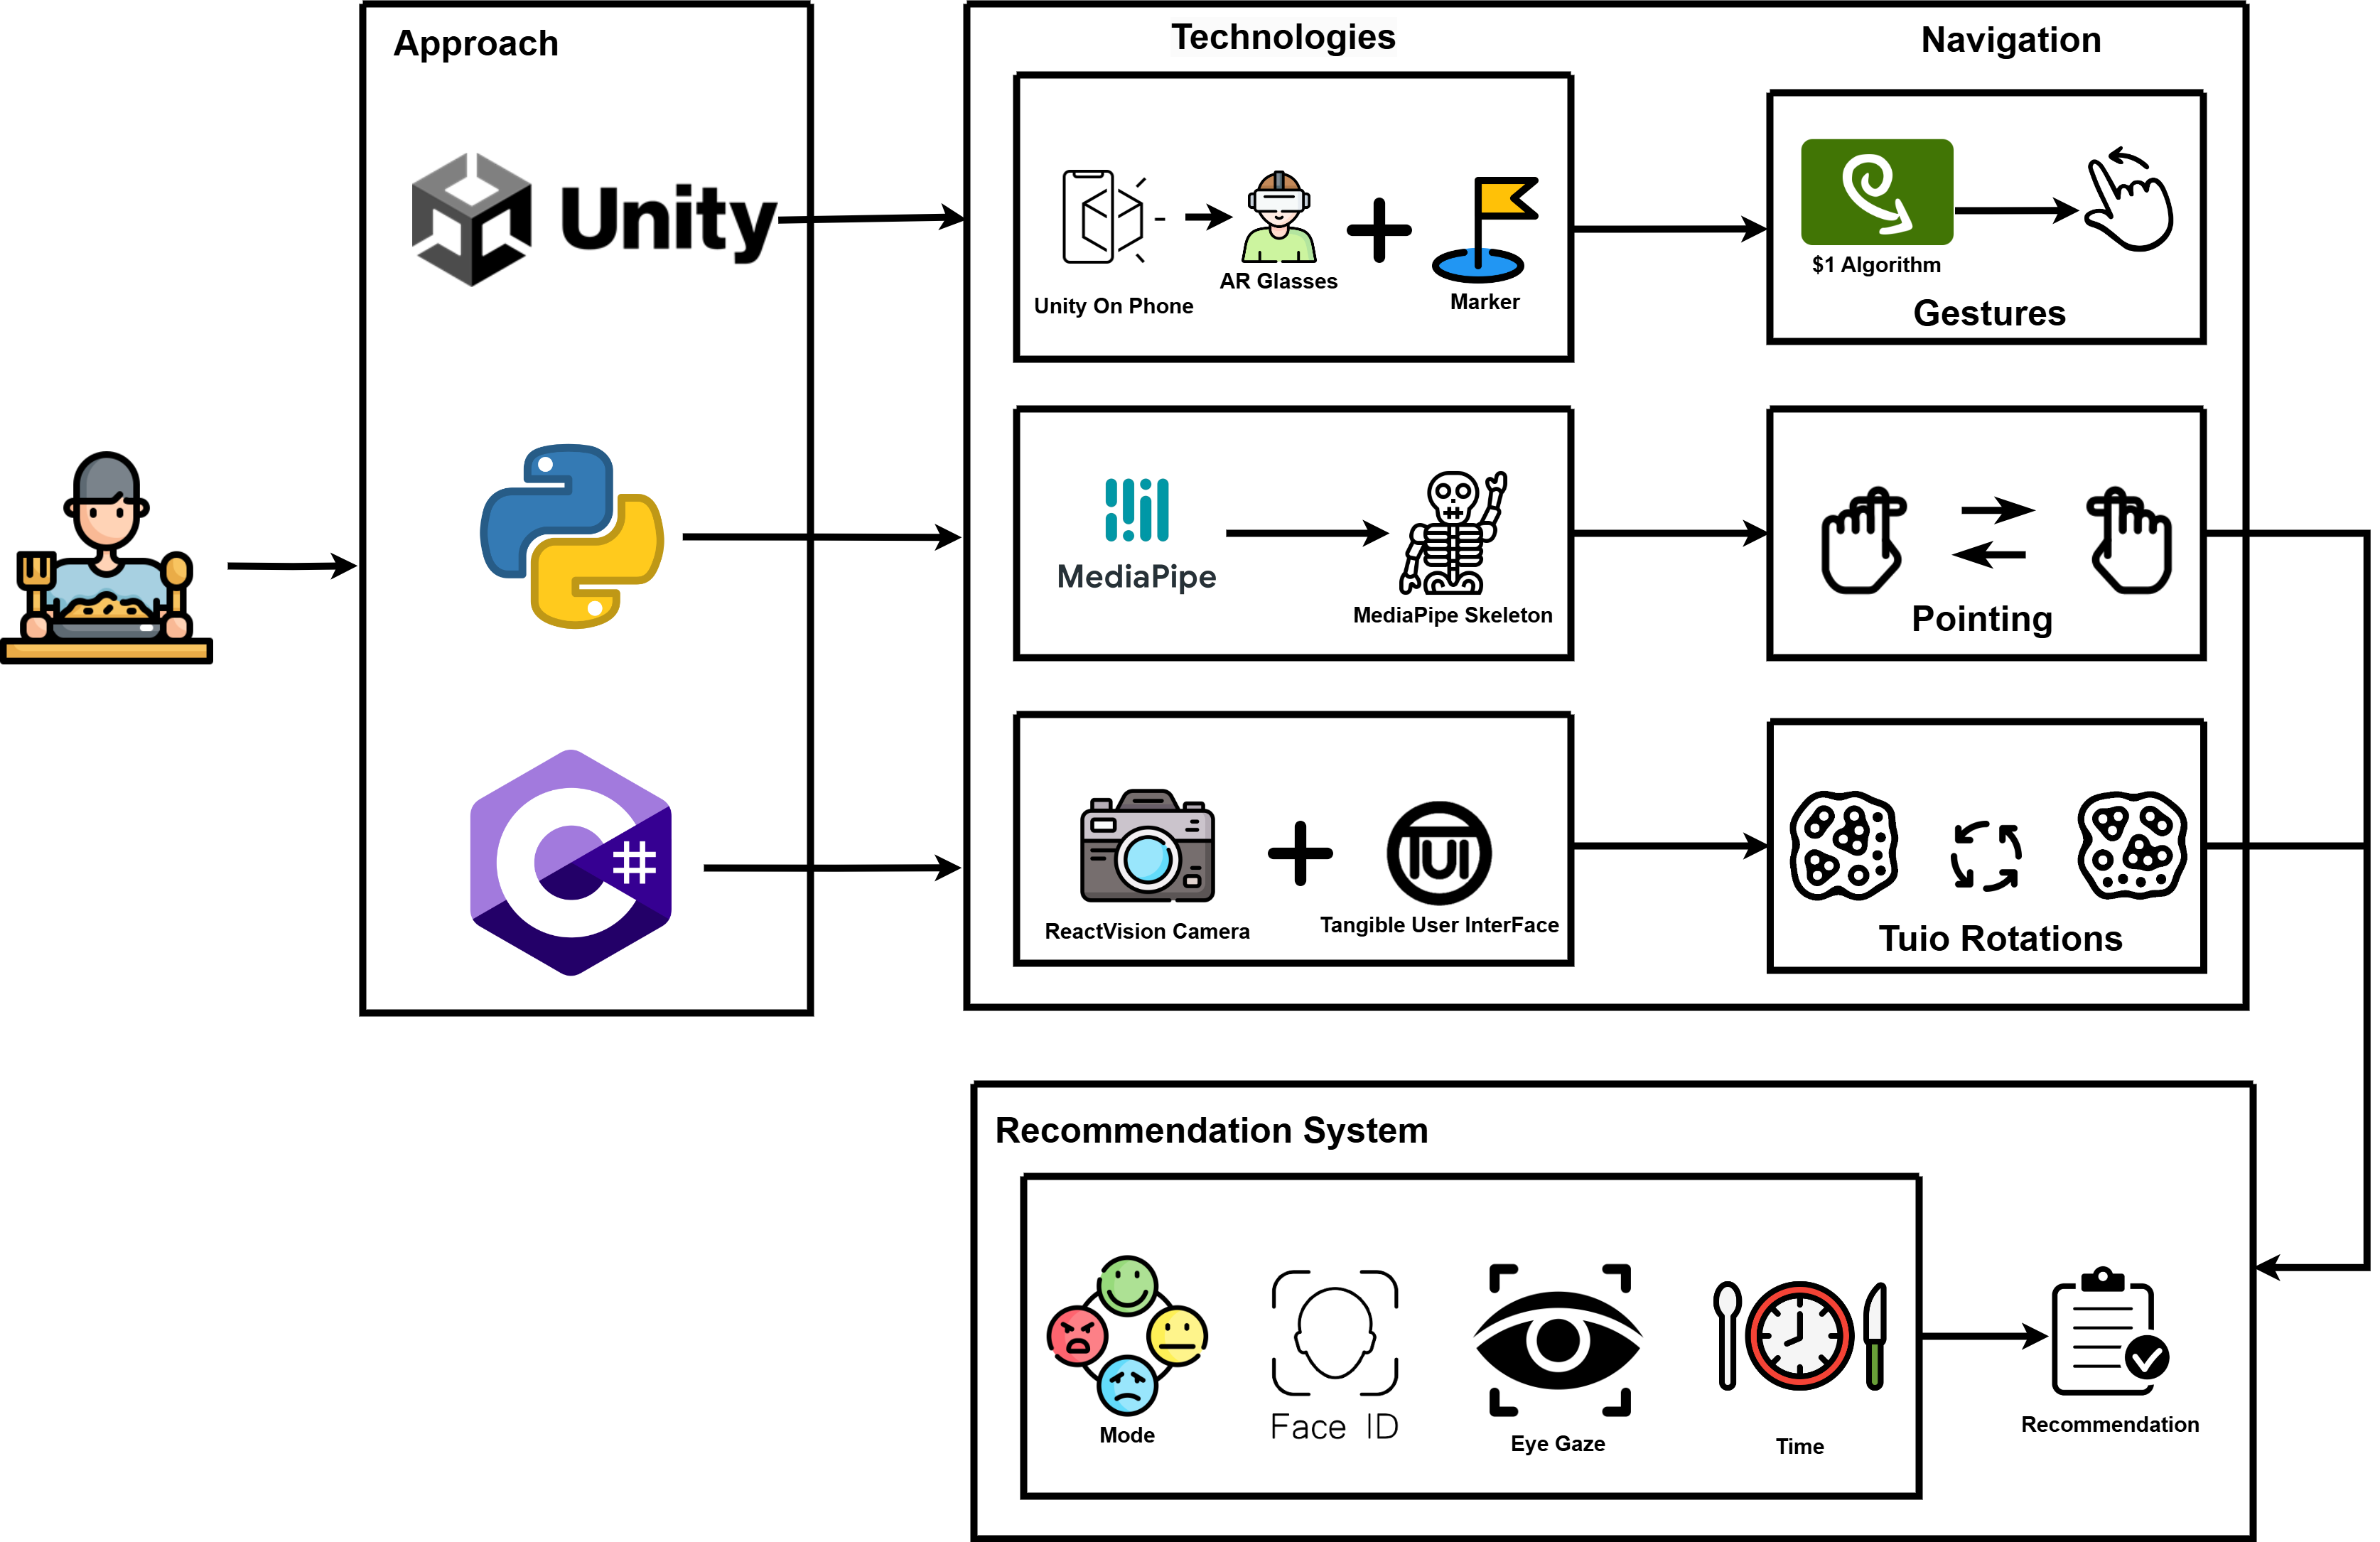 Approach
Unity
#
Technologies
Navigation
Unity On Phone
AR Glasses
Marker
$1 Algorithm
Gestures
MediaPipe
MediaPipe Skeleton
Pointing
ReactVision Camera
TUI
Tangible User InterFace
Tuio Rotations
Recommendation System
Mode
Face ID
Eye Gaze
Time
Recommendation